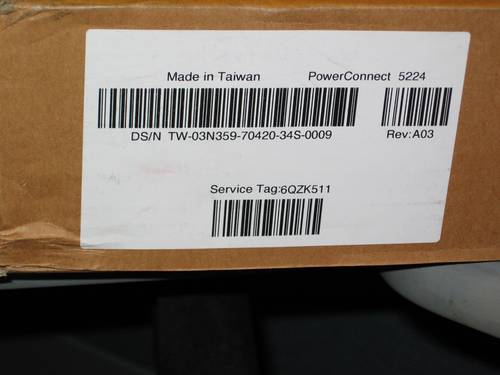 Made in Taiwan PowerConnect 5224
DS/N TW-03N359-70420-34S-0009 Rev:A03
Service Tag:6QZK511